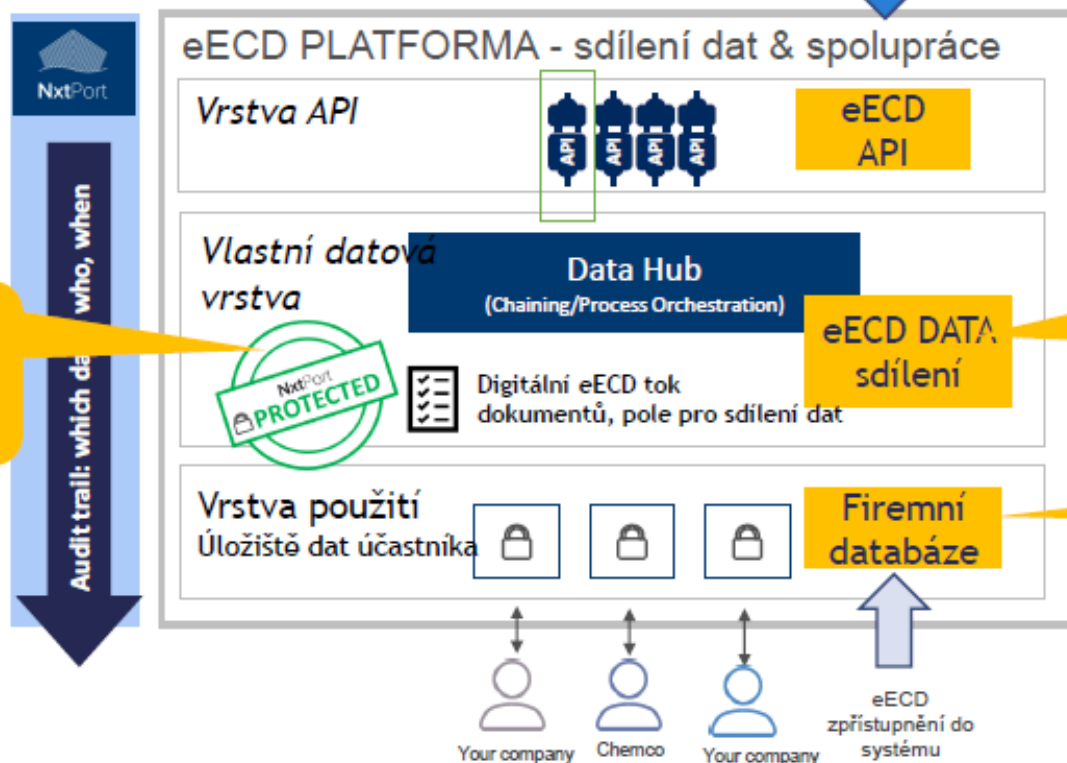 eECD PLATFORMA - sdílení dat & spolupráce
NxtPort
Vrstva API
API
API
API
API
eECD
API
Audit trail: which da who, when
Vlastní datová
vrstva
Data Hub
(Chaining/Process Orchestration)
eECD DATA
sdílení
NxtPort
PROTECTED
Digitální eECD tok
dokumentů, pole pro sdílení dat
Vrstva použití
Úložiště dat účastníka
Firemní
databáze
Your company
Chemco
Your company
eECD
zpřístupnění do
systému